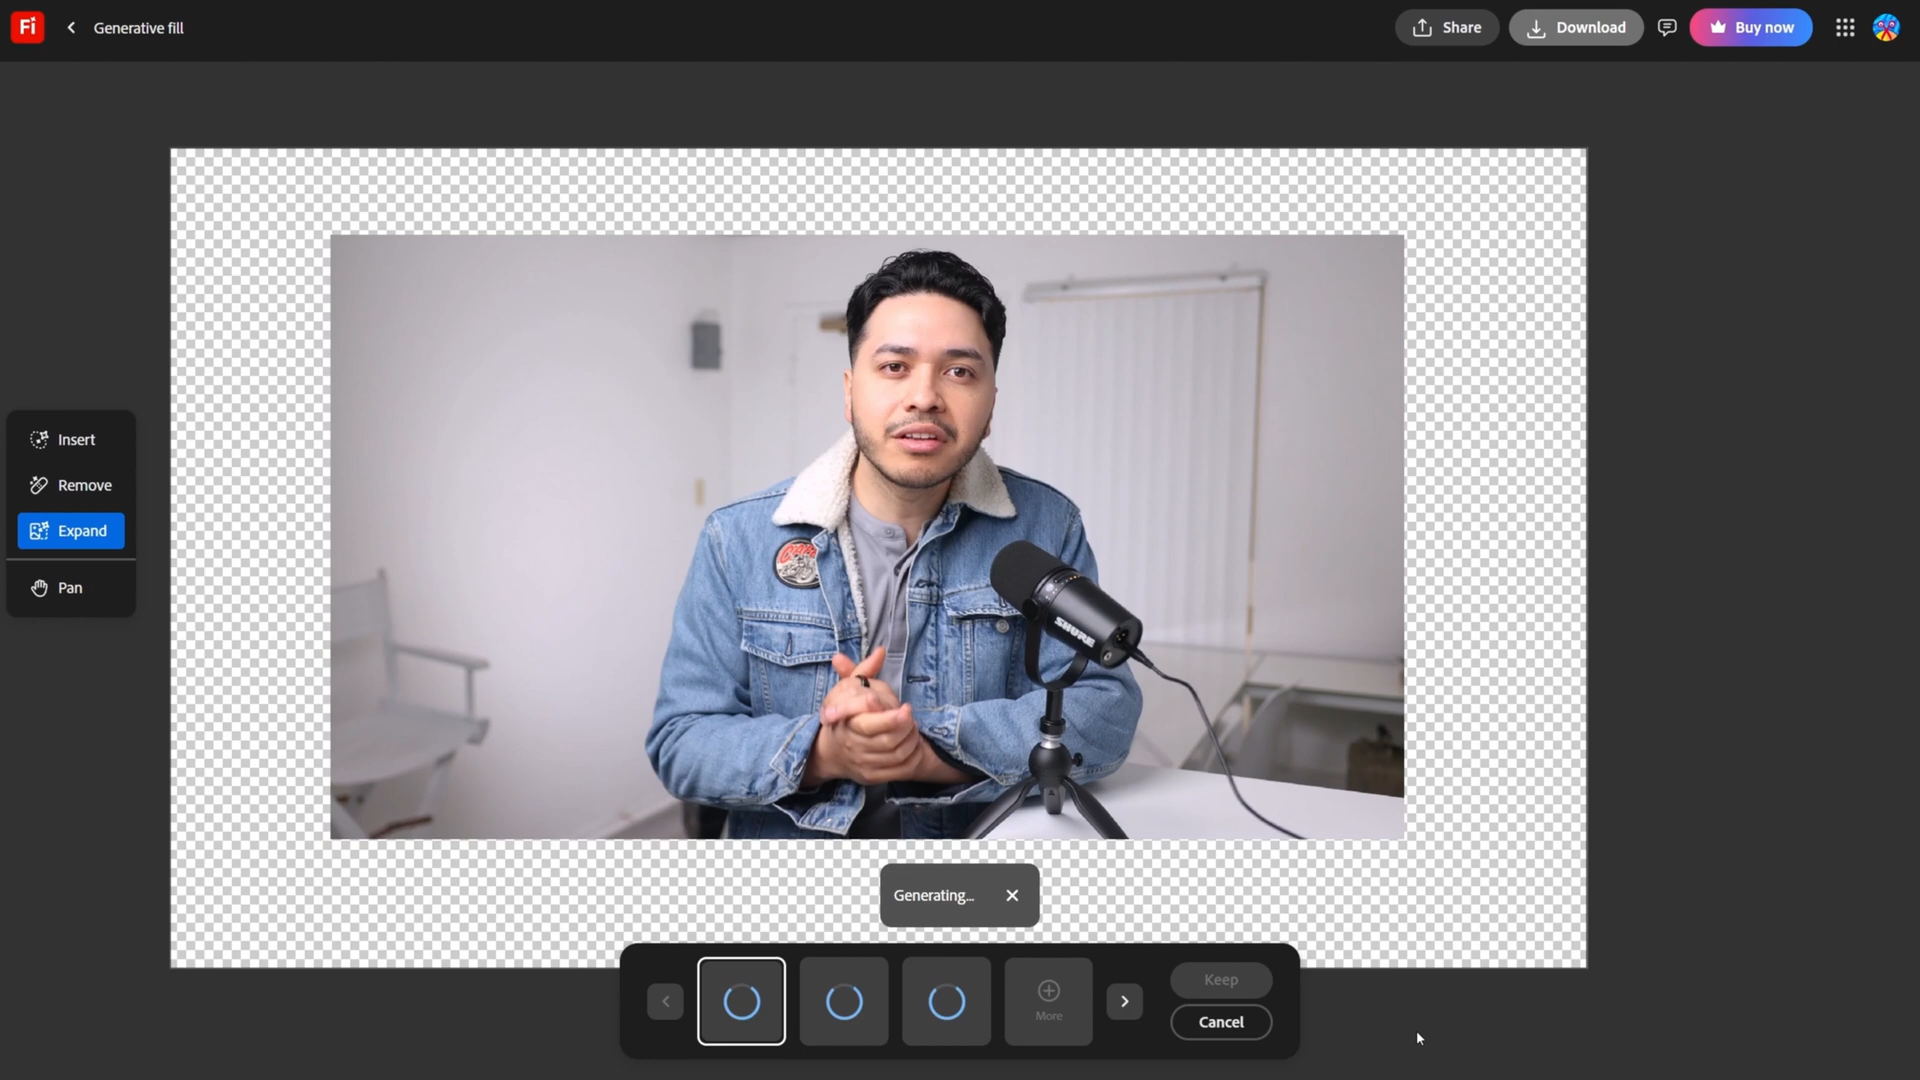 Fi
Generative fill
Share
Download
Buy now
Insert
Remove
Expand
Pan
SHURE
Generating...
More
Keep
Cancel